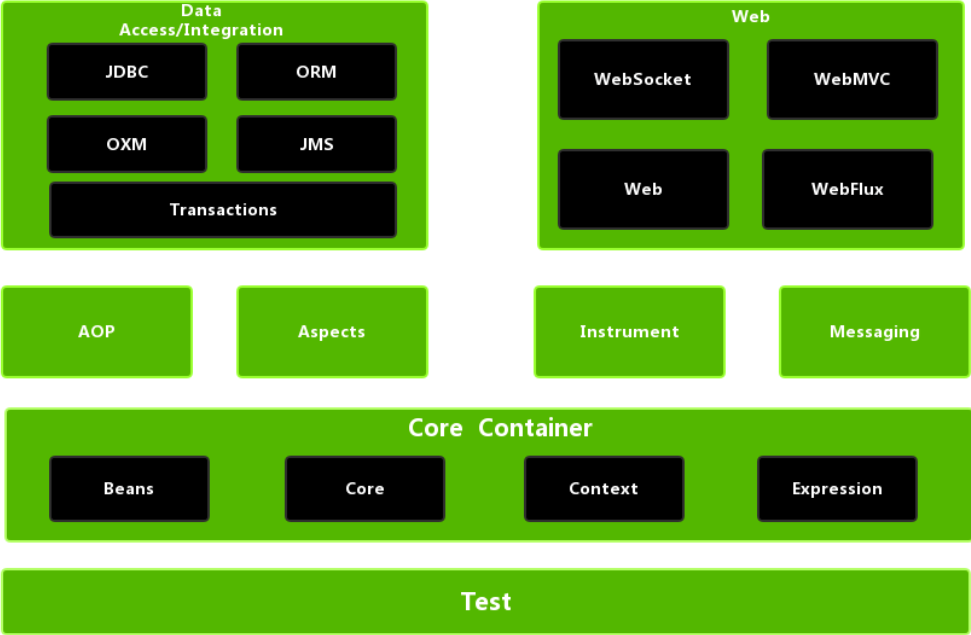 Data
Access/Integration
JDBC
ORM
OXM
JMS
Transactions
Web
WebSocket
WebMVC
Web
WebFlux
AOP
Aspects
Instrument
Messaging
Core Container
Beans
Core
Context
Expression
Test